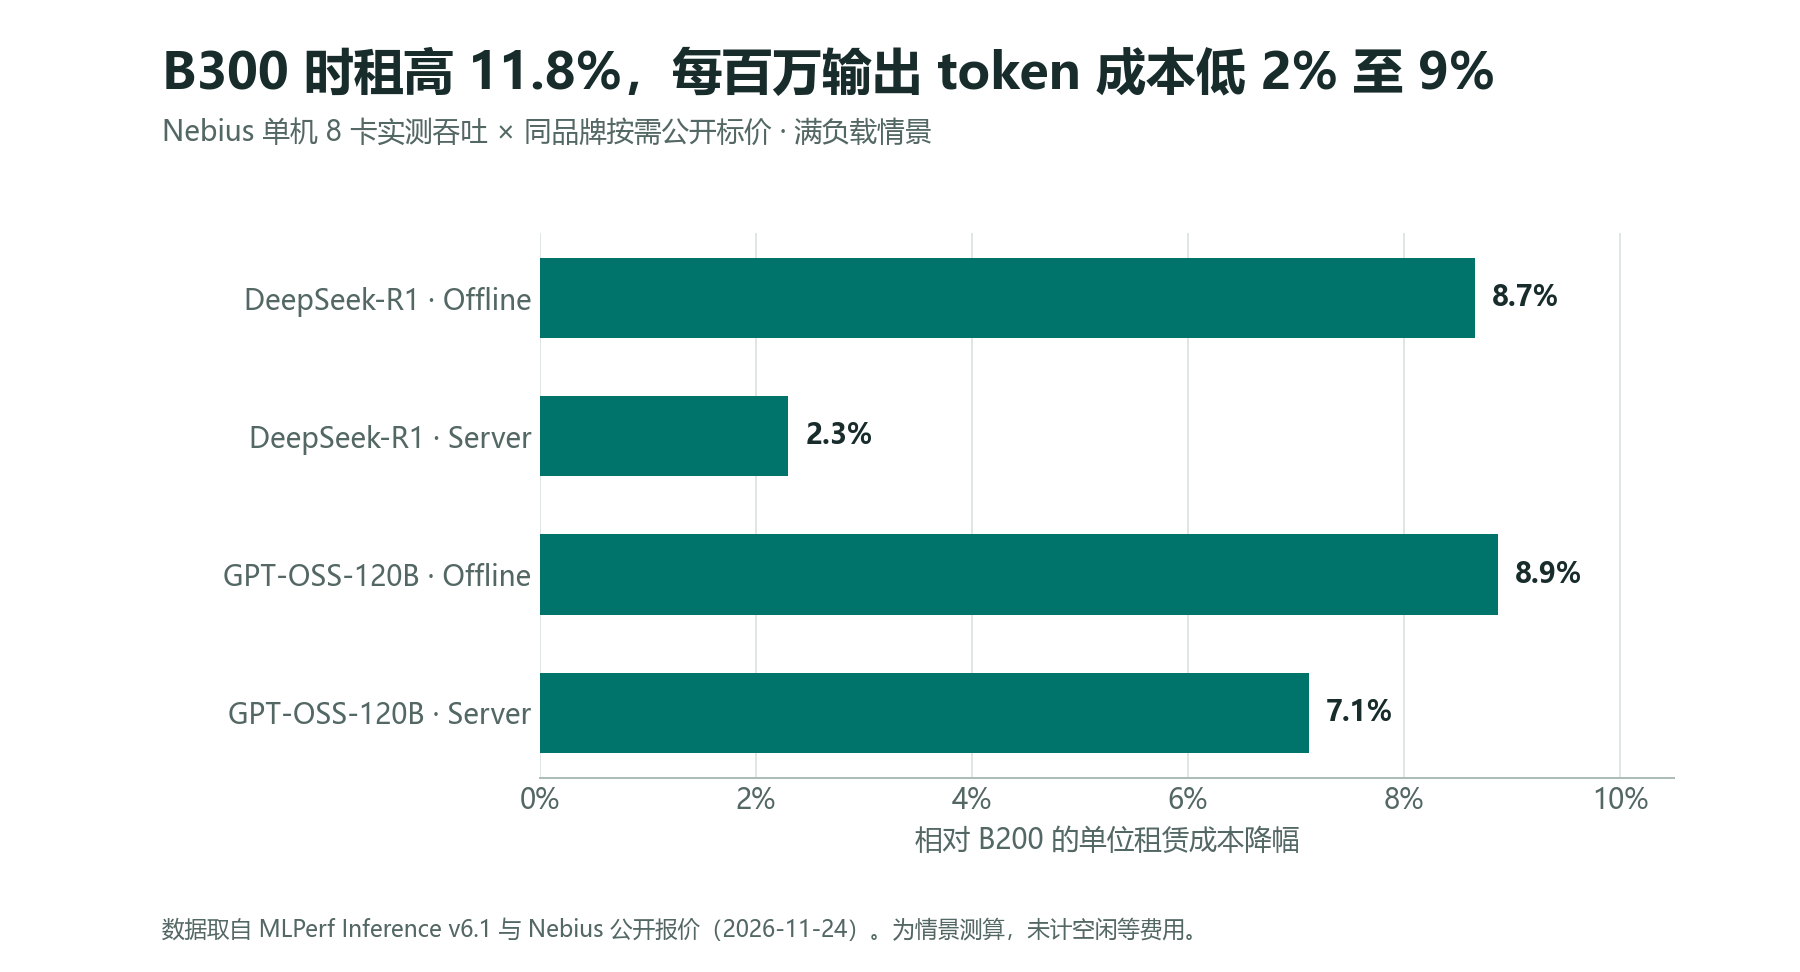 B300 时租高 11.8%，每百万输出 token 成本低 2% 至 9%
Nebius 单机 8 卡实测吞吐 × 同品牌按需公开标价 · 满负载情景
DeepSeek-R1 · Offline
8.7%
DeepSeek-R1 · Server
2.3%
GPT-OSS-120B · Offline
8.9%
GPT-OSS-120B · Server
7.1%
0% 2% 4% 6% 8% 10%
相对 B200 的单位租赁成本降幅
数据取自 MLPerf Inference v6.1 与 Nebius 公开报价（2026-11-24）。为情景测算，未计空闲等费用。